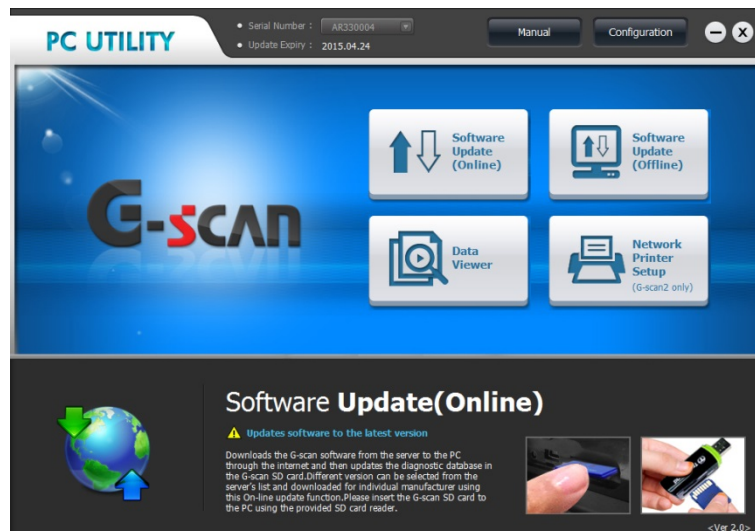 PC UTILITY
Serial Number : AR330004
Update Expiry : 2015.04.24
Manual
Configuration
G-scan
Software
Update
(Online)
Software
Update
(Offline)
Data
Viewer
Network
Printer
Setup
(G-scan2 only)
Software Update(Online)
Updates software to the latest version
Downloads the G-scan software from the server to the PC
through the internet and then updates the diagnostic database in
the G-scan SD card.Different version can be selected from the
server's list and downloaded for individual manufacturer using
this On-line update function.Please insert the G-scan SD card to
the PC using the provided SD card reader.
<Ver 2.0>